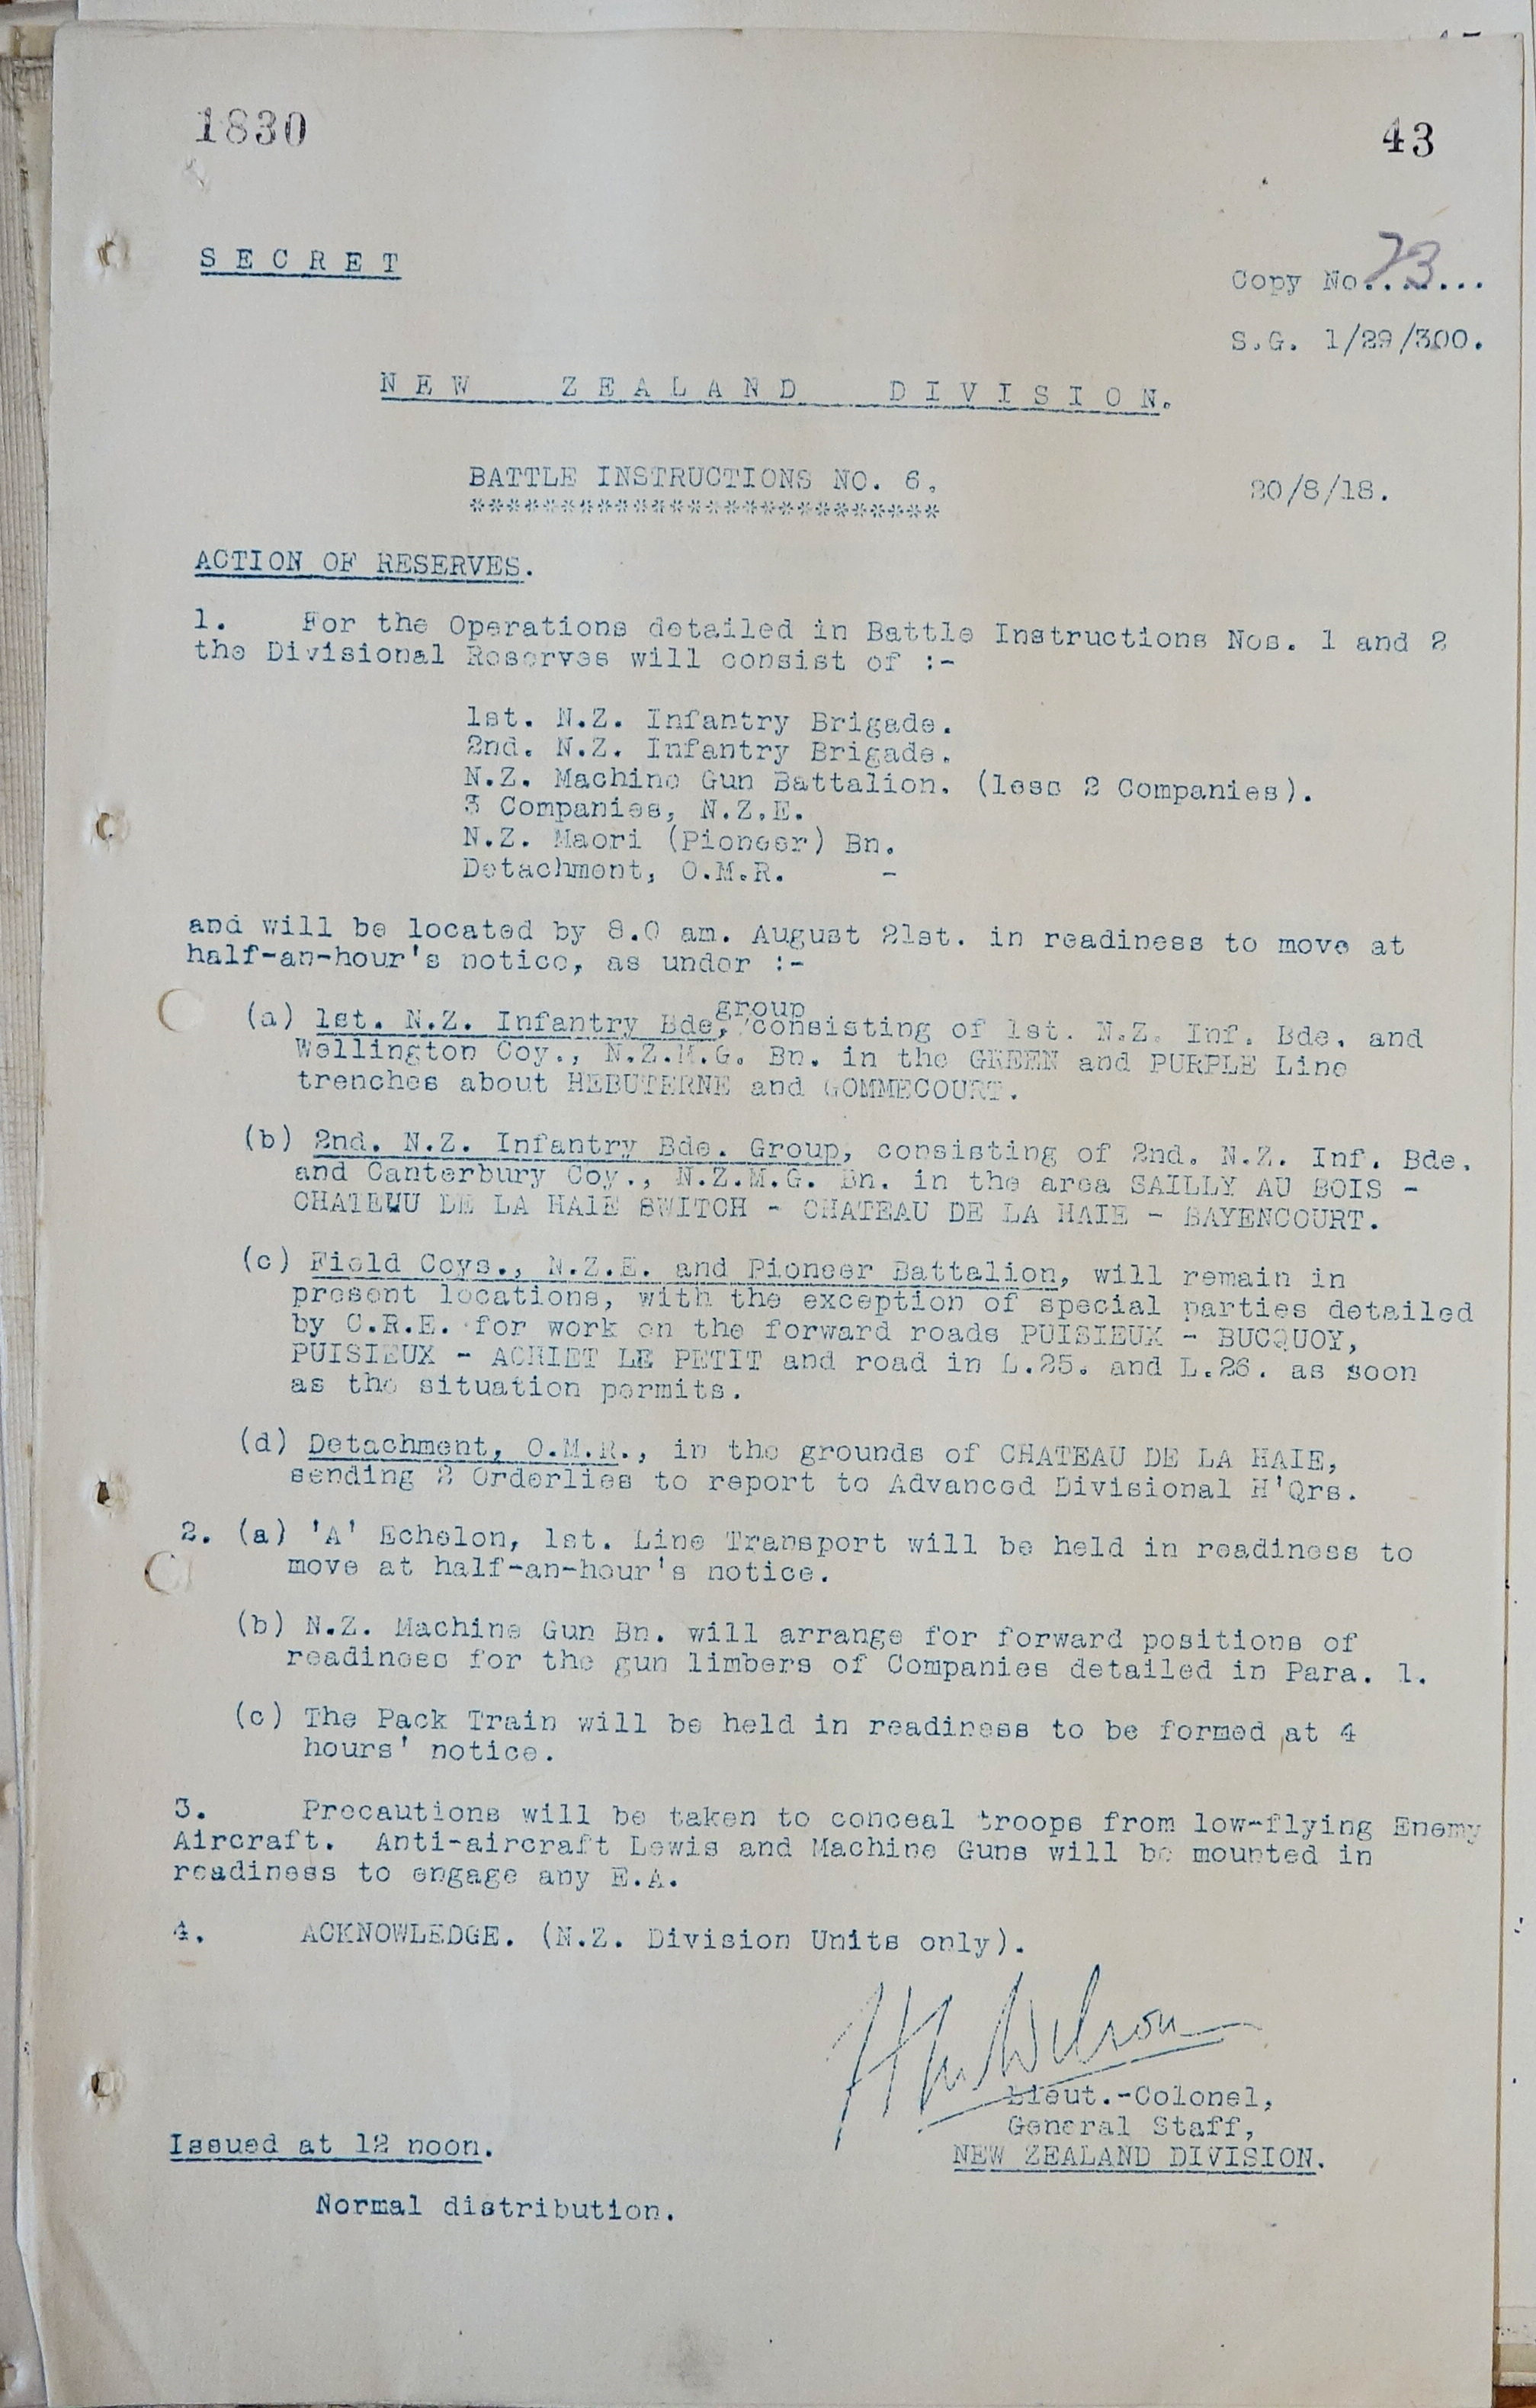 1830
43
S E C R E T
Copy No.73....
S.G. 1/29/300.
N E W   Z E A L A N D   D I V I S I O N.
BATTLE INSTRUCTIONS NO. 6.
**************************
20/8/18.
ACTION OF RESERVES.
1. For the Operations detailed in Battle Instructions Nos. 1 and 2
the Divisional Reserves will consist of :-
1st. N.Z. Infantry Brigade.
2nd. N.Z. Infantry Brigade.
N.Z. Machine Gun Battalion. (less 2 Companies).
3 Companies, N.Z.E.
N.Z. Maori (Pioneer) Bn.
Detachment, O.M.R. -
and will be located by 8.0 am. August 21st. in readiness to move at
half-an-hour's notice, as under :-
group
(a) 1st. N.Z. Infantry Bde, /consisting of 1st. N.Z. Inf. Bde. and
Wellington Coy., N.Z.M.G. Bn. in the GREEN and PURPLE Line
trenches about HEBUTERNE and GOMMECOURT.
(b) 2nd. N.Z. Infantry Bde. Group, consisting of 2nd. N.Z. Inf. Bde.
and Canterbury Coy., N.Z.M.G. Bn. in the area SAILLY AU BOIS -
CHATEUU DE LA HAIE SWITCH - CHATEAU DE LA HAIE - BAYENCOURT.
(c) Field Coys., N.Z.E. and Pioneer Battalion, will remain in
present locations, with the exception of special parties detailed
by C.R.E. for work on the forward roads PUISIEUX - BUCQUOY,
PUISIEUX - ACHIET LE PETIT and road in L.25. and L.26. as soon
as the situation permits.
(d) Detachment, O.M.R., in the grounds of CHATEAU DE LA HAIE,
sending 2 Orderlies to report to Advanced Divisional H'Qrs.
2. (a) 'A' Echelon, 1st. Line Transport will be held in readiness to
move at half-an-hour's notice.
(b) N.Z. Machine Gun Bn. will arrange for forward positions of
readiness for the gun limbers of Companies detailed in Para. 1.
(c) The Pack Train will be held in readiness to be formed at 4
hours' notice.
3. Precautions will be taken to conceal troops from low-flying Enemy
Aircraft. Anti-aircraft Lewis and Machine Guns will be mounted in
readiness to engage any E.A.
4. ACKNOWLEDGE. (N.Z. Division Units only).
Wilson
Lieut.-Colonel,
General Staff,
NEW ZEALAND DIVISION.
Issued at 12 noon.
Normal distribution.